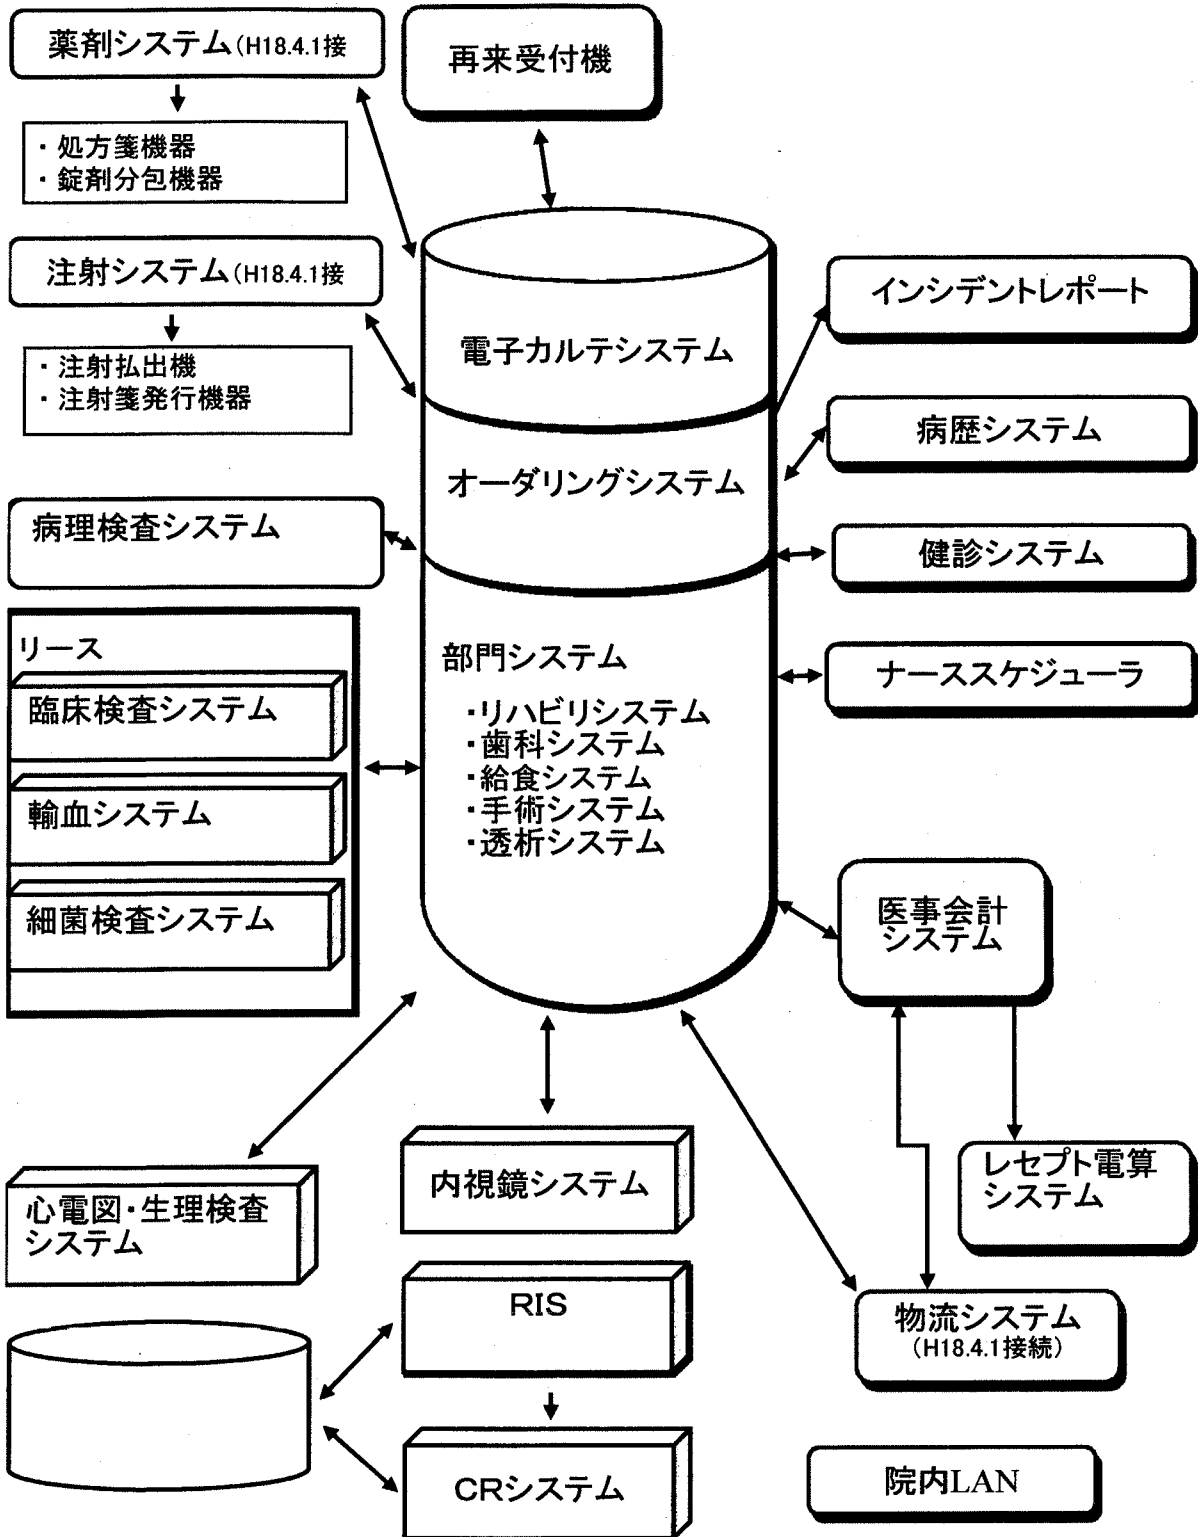 薬剤システム(H18.4.1接
再来受付機
・処方箋機器
・錠剤分包機器
注射システム(H18.4.1接
・注射払出機
・注射箋発行機器
病理検査システム
リース
臨床検査システム
輸血システム
細菌検査システム
電子カルテシステム
オーダリングシステム
部門システム
・リハビリシステム
・歯科システム
・給食システム
・手術システム
・透析システム
インシデントレポート
病歴システム
健診システム
ナーススケジューラ
医事会計
システム
レセプト電算
システム
物流システム
(H18.4.1接続)
心電図・生理検査
システム
内視鏡システム
RIS
CRシステム
院内LAN